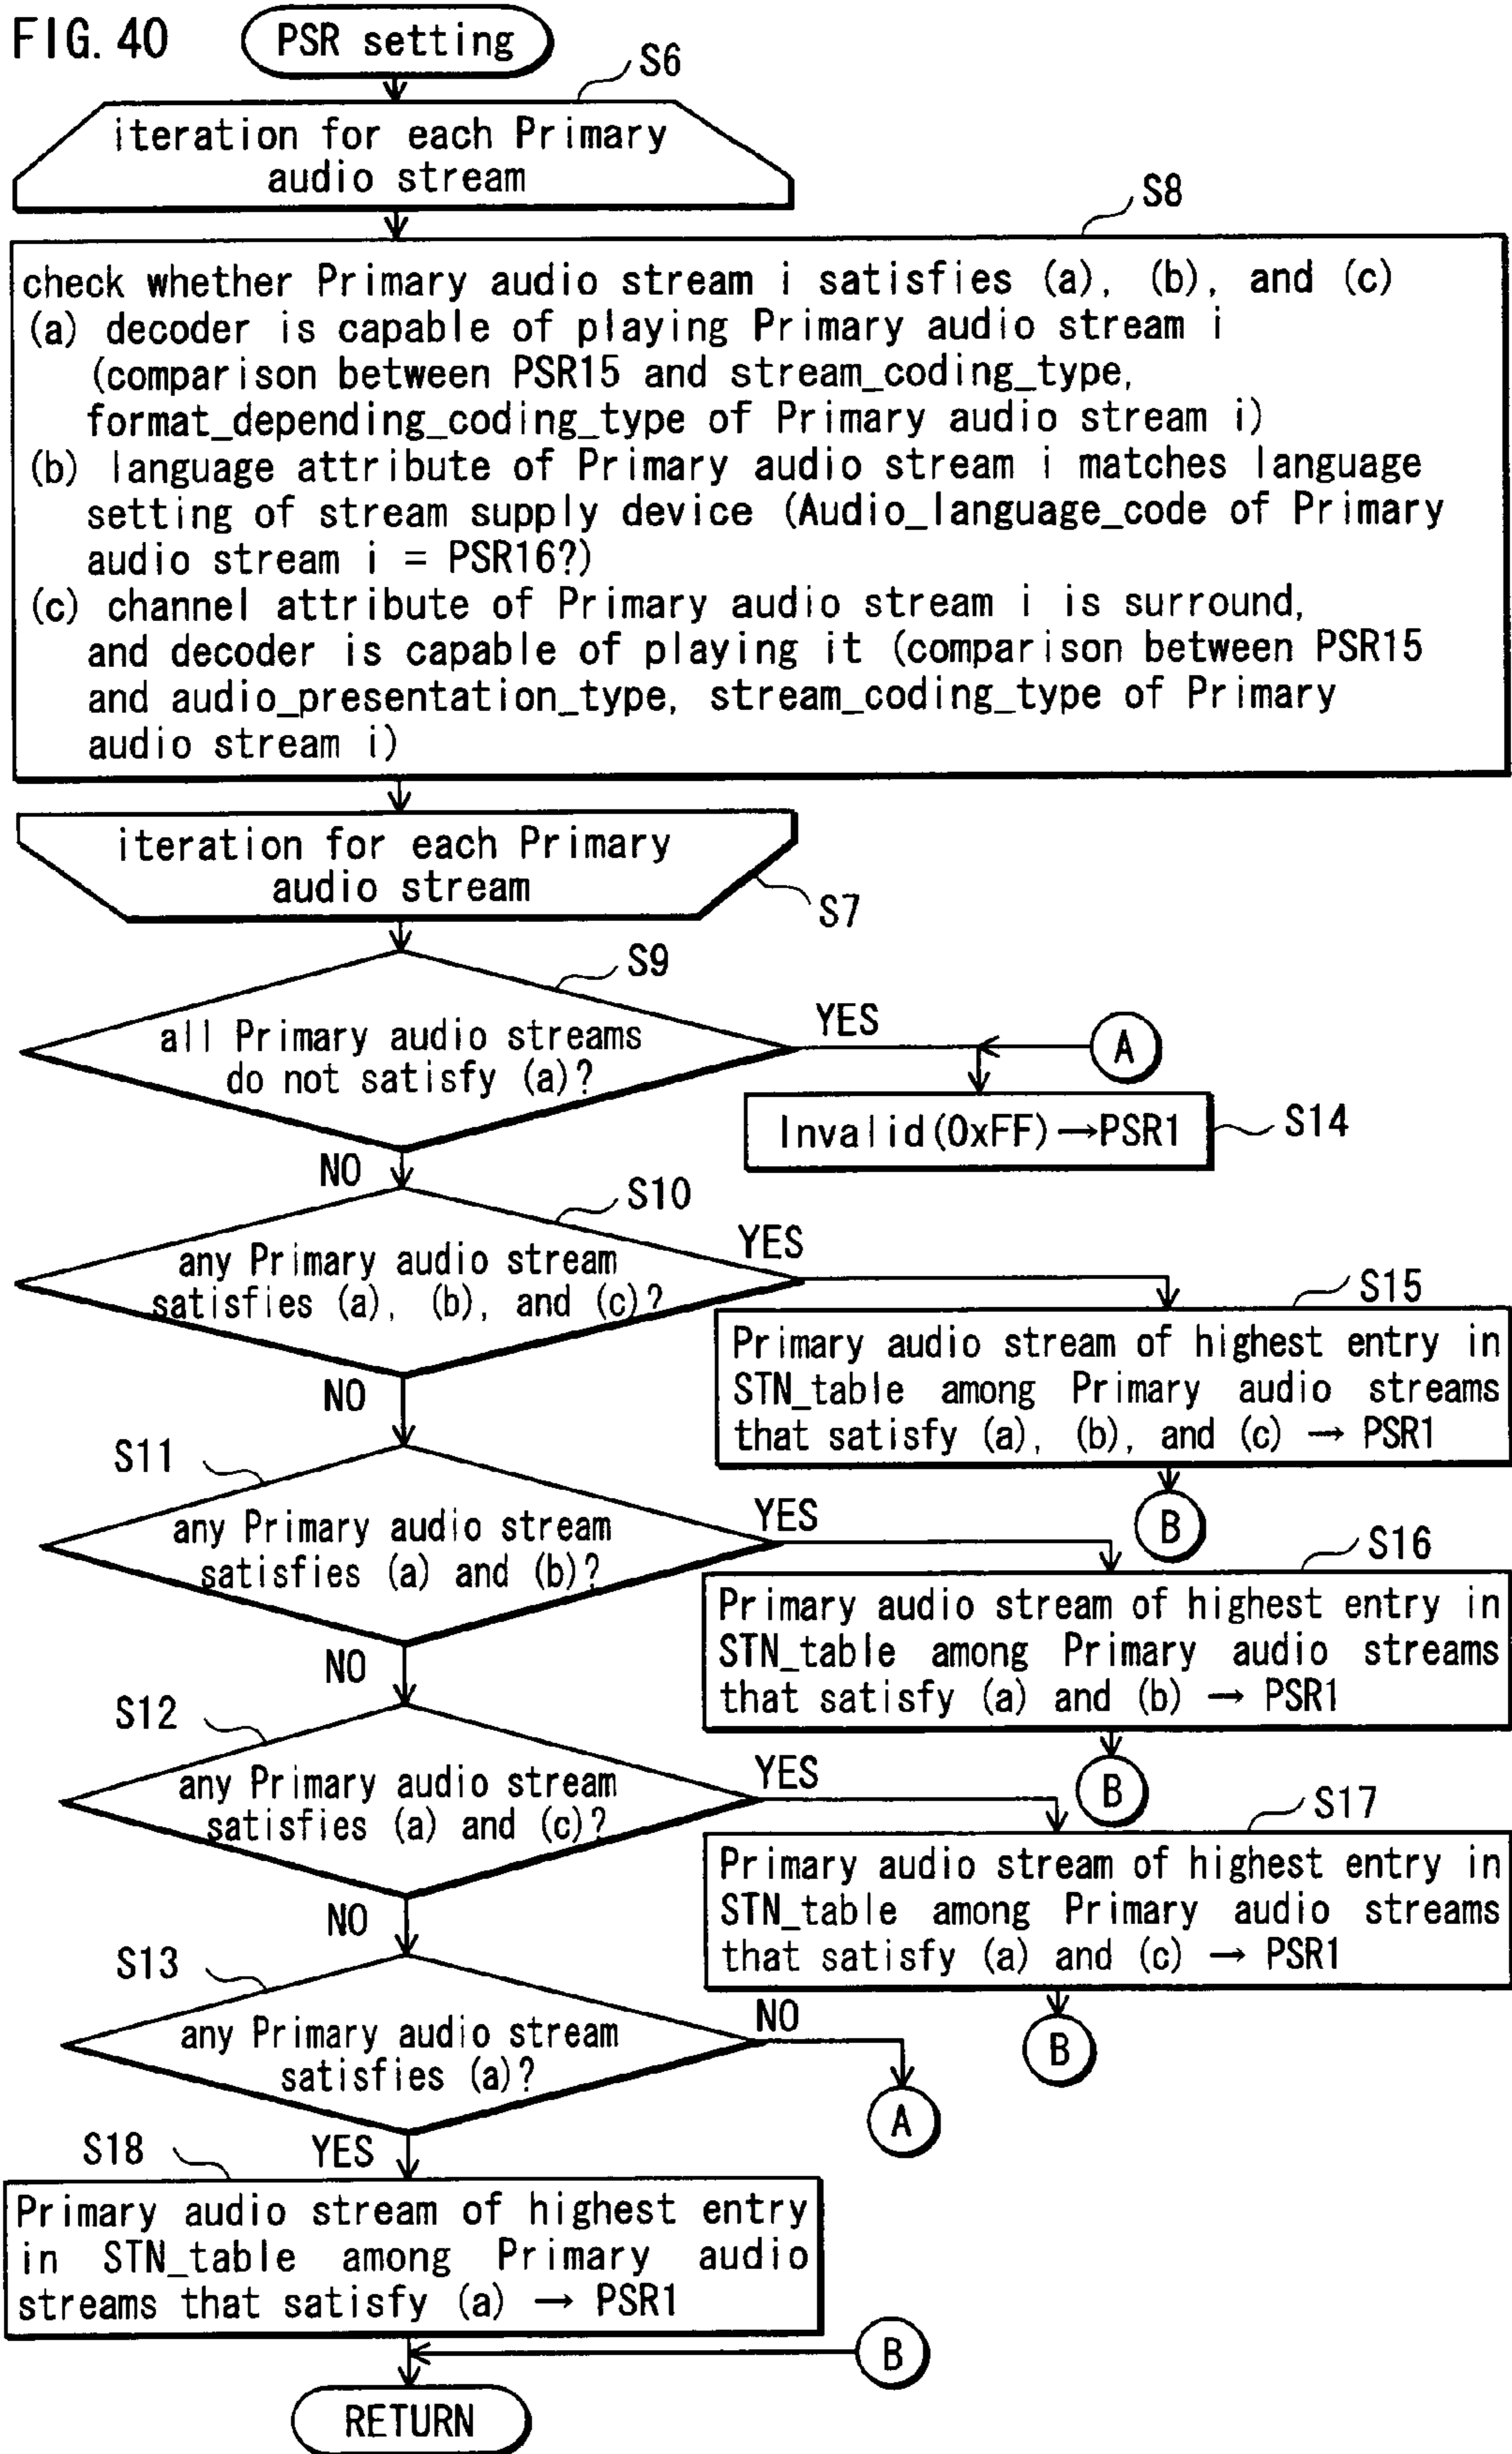 FIG. 40
PSR setting
S6
iteration for each Primary
audio stream
S8
check whether Primary audio stream i satisfies (a), (b), and (c)
(a) decoder is capable of playing Primary audio stream i
(comparison between PSR15 and stream_coding_type,
format_depending_coding_type of Primary audio stream i)
(b) language attribute of Primary audio stream i matches language
setting of stream supply device (Audio_language_code of Primary
audio stream i = PSR16?)
(c) channel attribute of Primary audio stream i is surround,
and decoder is capable of playing it (comparison between PSR15
and audio_presentation_type, stream_coding_type of Primary
audio stream i)
iteration for each Primary
audio stream
S7
S9
all Primary audio streams
do not satisfy (a)?
YES
A
Invalid(0xFF)→PSR1
S14
NO
S10
any Primary audio stream
satisfies (a), (b), and (c)?
YES
S15
Primary audio stream of highest entry in
STN_table among Primary audio streams
that satisfy (a), (b), and (c) → PSR1
B
NO
S11
any Primary audio stream
satisfies (a) and (b)?
YES
S16
Primary audio stream of highest entry in
STN_table among Primary audio streams
that satisfy (a) and (b) → PSR1
B
NO
S12
any Primary audio stream
satisfies (a) and (c)?
YES
S17
Primary audio stream of highest entry in
STN_table among Primary audio streams
that satisfy (a) and (c) → PSR1
B
NO
S13
any Primary audio stream
satisfies (a)?
NO
A
YES
S18
Primary audio stream of highest entry
in STN_table among Primary audio
streams that satisfy (a) → PSR1
B
RETURN